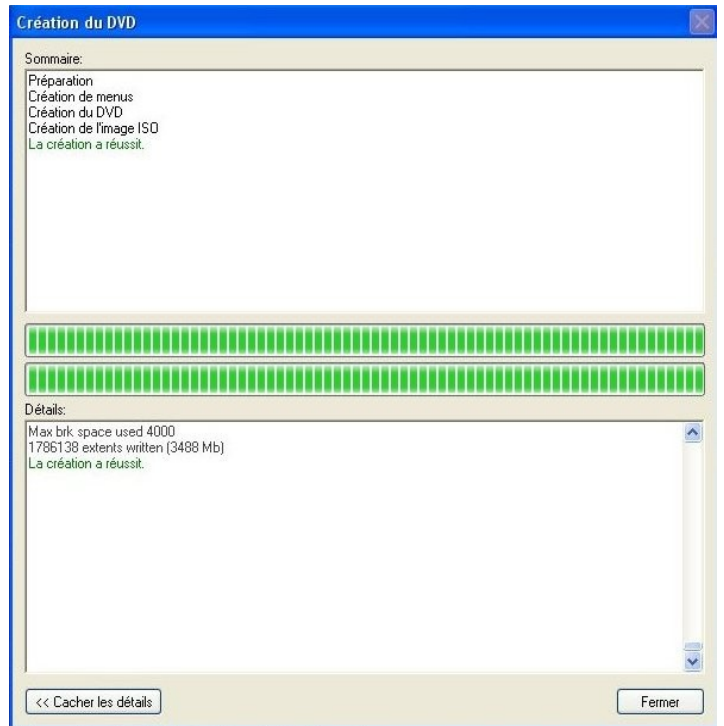 Création du DVD
Sommaire:
Préparation
Création de menus
Création du DVD
Création de l'image ISO
La création a réussit.
Détails:
Max brk space used 4000
1786138 extents written (3488 Mb)
La création a réussit.
<< Cacher les détails
Fermer